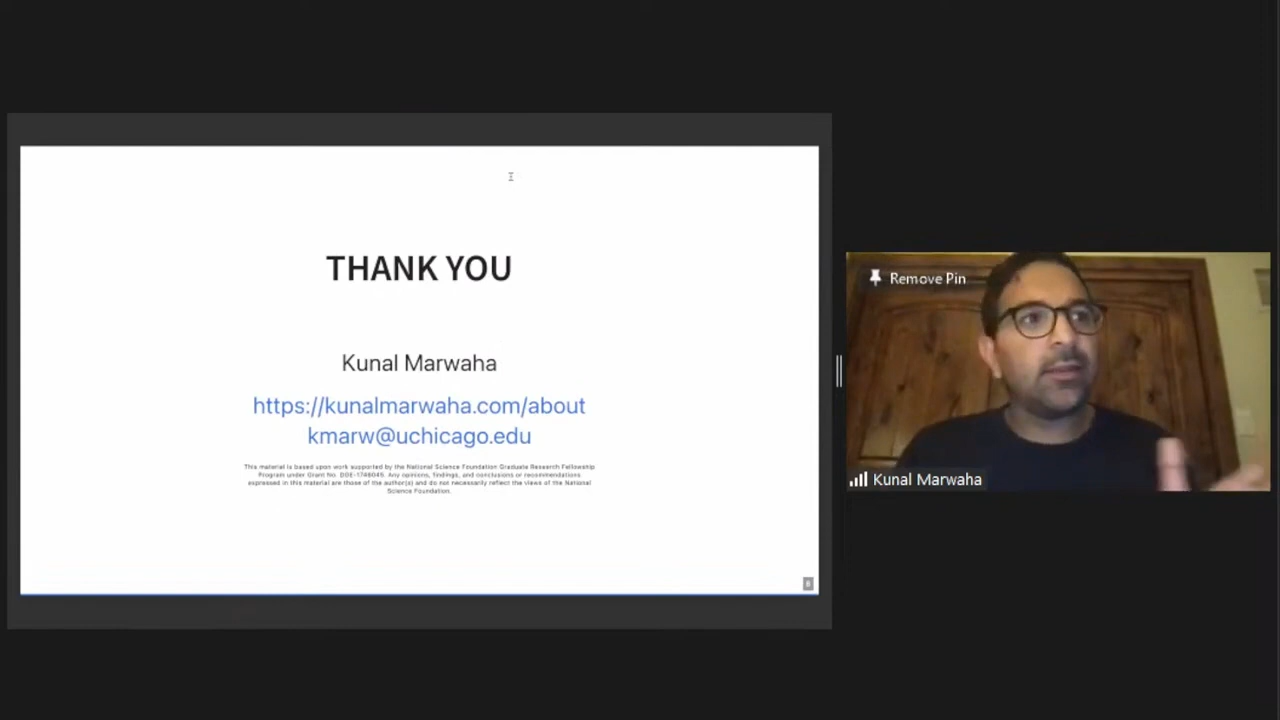 THANK YOU
Kunal Marwaha
https://kunalmarwaha.com/about
kmarw@uchicago.edu
This material is based upon work supported by the National Science Foundation Graduate Research Fellowship
Program under Grant No. DGE-1746045. Any opinions, findings, and conclusions or recommendations
expressed in this material are those of the author(s) and do not necessarily reflect the views of the National
Science Foundation.
8
Remove Pin
Kunal Marwaha